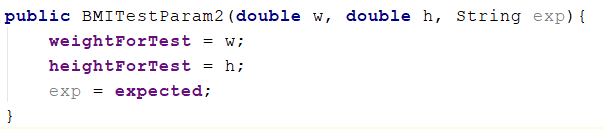 public BMITestParam2(double w, double h, String exp){
weightForTest = w;
heightForTest = h;
exp = expected;
}